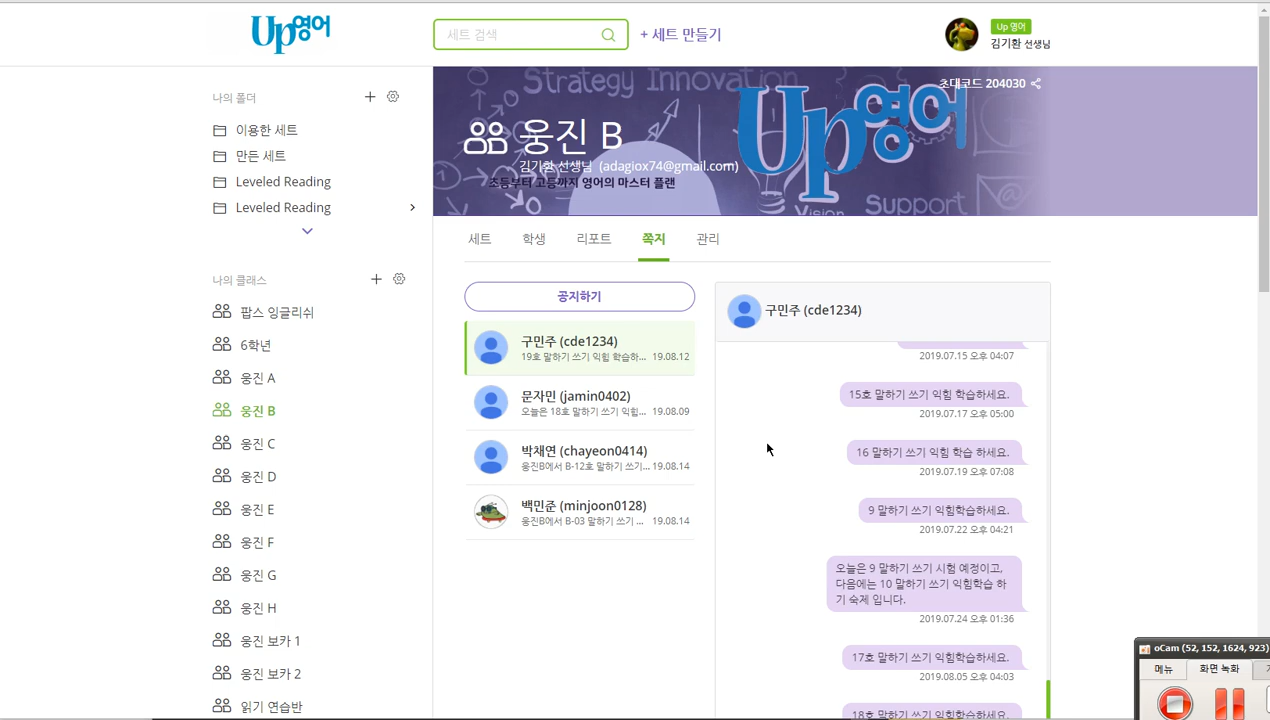 Up영어
세트 검색
+ 세트 만들기
Up 영어
김기환 선생님
나의 폴더
이용한 세트
만든 세트
Leveled Reading
Leveled Reading
나의 클래스
팝스 잉글리쉬
6학년
웅진 A
웅진 B
웅진 C
웅진 D
웅진 E
웅진 F
웅진 G
웅진 H
웅진 보카 1
웅진 보카 2
읽기 연습반
Strategy Innovation
초대코드 204030
Up영어
웅진 B
김기환 선생님 (adagiox74@gmail.com)
초등부터 고등까지 영어의 마스터 플랜
Vision Support
세트 학생 리포트 쪽지 관리
공지하기
구민주 (cde1234)
19호 말하기 쓰기 익힘 학습하... 19.08.12
문자민 (jamin0402)
오늘은 18호 말하기 쓰기 익힘... 19.08.09
박채연 (chayeon0414)
웅진B에서 B-12호 말하기 쓰기... 19.08.14
백민준 (minjoon0128)
웅진B에서 B-03 말하기 쓰기 ... 19.08.14
구민주 (cde1234)
2019.07.15 오후 04:07
15호 말하기 쓰기 익힘 학습하세요.
2019.07.17 오후 05:00
16 말하기 쓰기 익힘 학습 하세요.
2019.07.19 오후 07:08
9 말하기 쓰기 익힘학습하세요.
2019.07.22 오후 04:21
오늘은 9 말하기 쓰기 시험 예정이고,
다음에는 10 말하기 쓰기 익힘학습 하
기 숙제 입니다.
2019.07.24 오후 01:36
17호 말하기 쓰기 익힘학습하세요.
2019.08.05 오후 04:03
18호 말하기 쓰기 익힘학습하세요.
oCam (52, 152, 1624, 923)
메뉴 화면 녹화